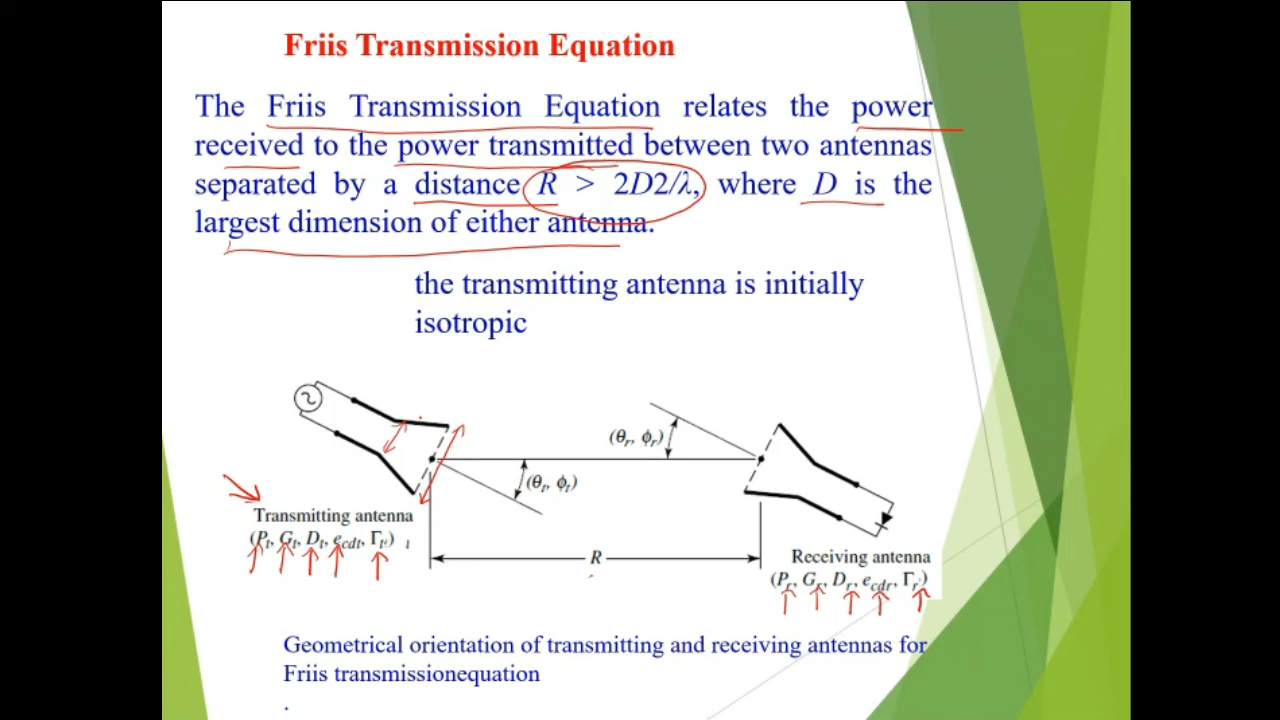 Friis Transmission Equation
The Friis Transmission Equation relates the power
received to the power transmitted between two antennas
separated by a distance R > 2D2/λ, where D is the
largest dimension of either antenna.
the transmitting antenna is initially
isotropic
(θr, ϕr)
(θt, ϕt)
Transmitting antenna
(Pt, Gt, Dt, ecdt, Γt)
R
Receiving antenna
(Pr, Gr, Dr, ecdr, Γr)
Geometrical orientation of transmitting and receiving antennas for
Friis transmissionequation
.